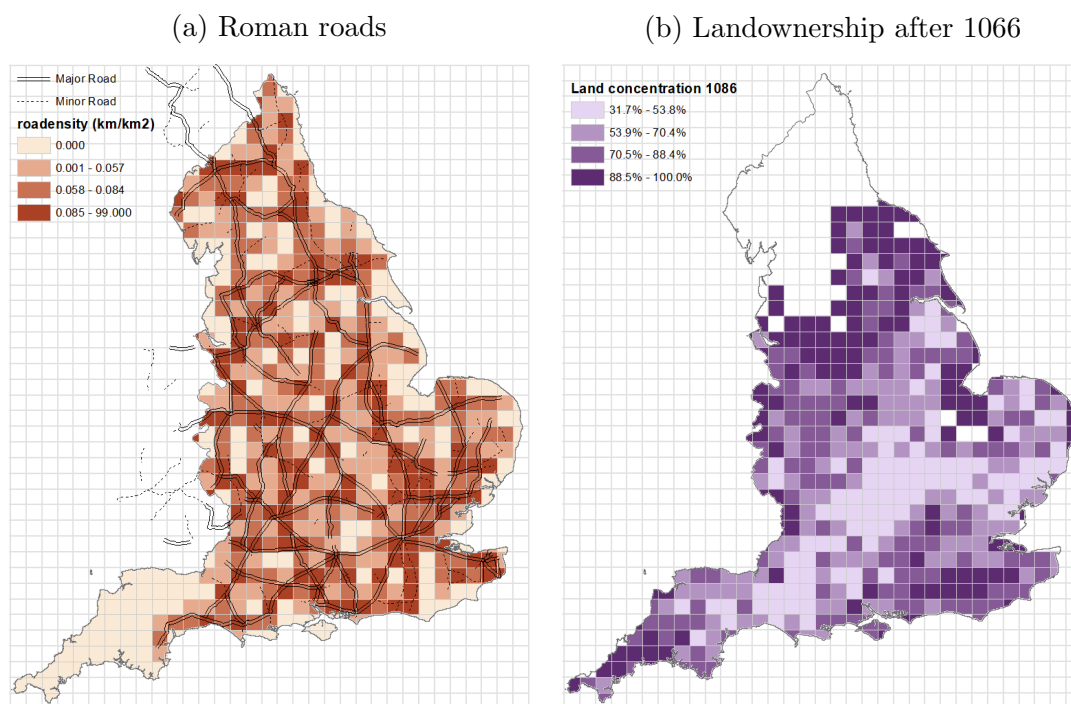 (a) Roman roads
Major Road
Minor Road
roadensity (km/km2)
0.000
0.001 - 0.057
0.058 - 0.084
0.085 - 99.000
(b) Landownership after 1066
Land concentration 1086
31.7% - 53.8%
53.9% - 70.4%
70.5% - 88.4%
88.5% - 100.0%